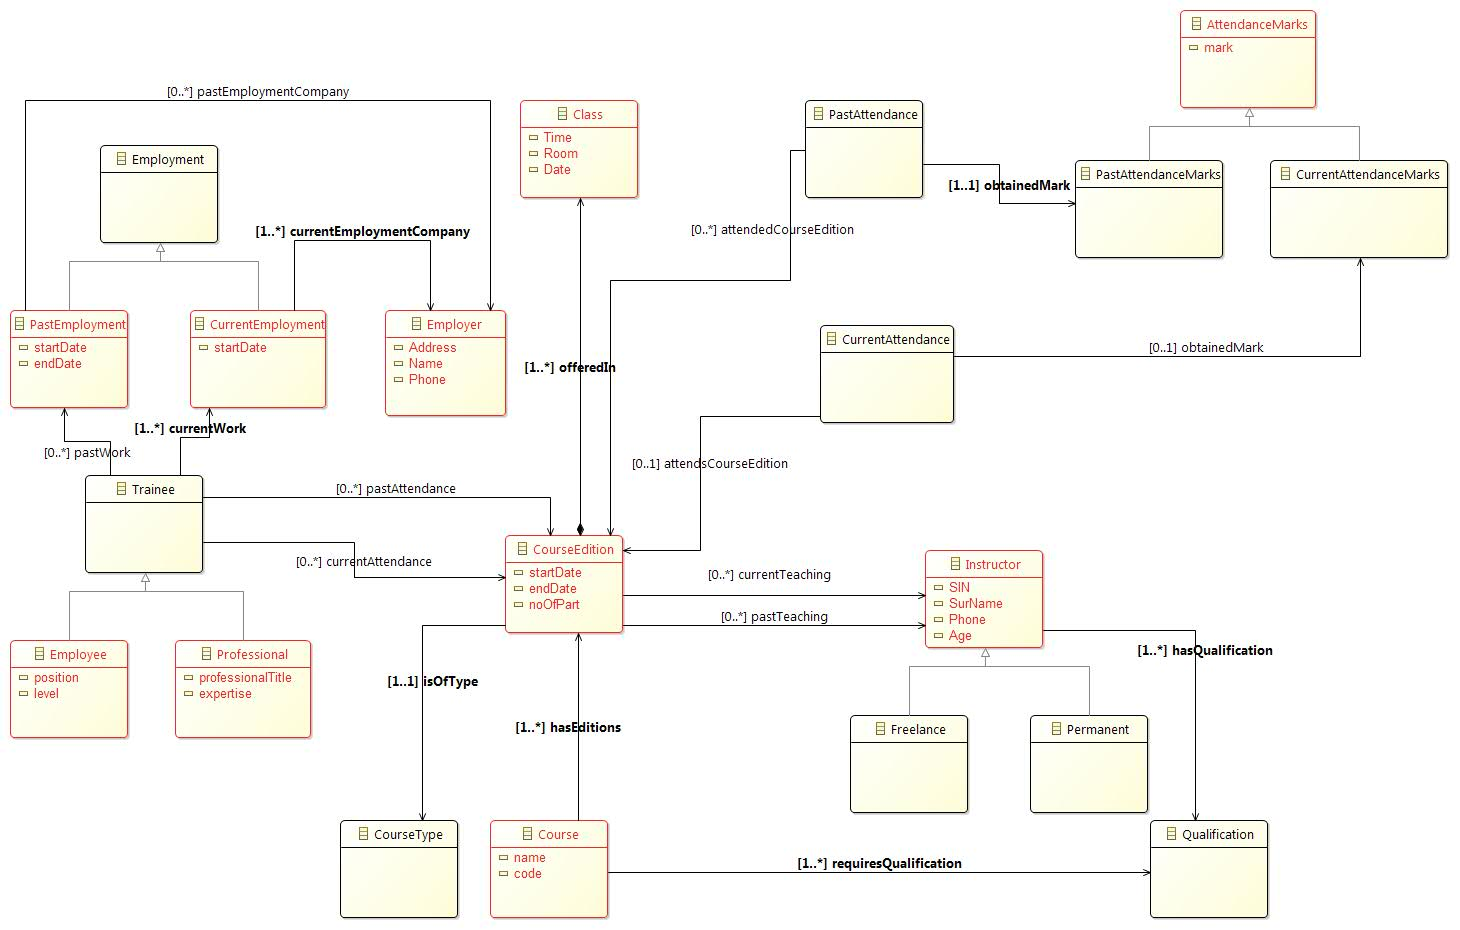 AttendanceMarks
mark
[0..*] pastEmploymentCompany
Class
Time
Room
Date
PastAttendance
Employment
[1..1] obtainedMark
PastAttendanceMarks
CurrentAttendanceMarks
[1..*] currentEmploymentCompany
[0..*] attendedCourseEdition
PastEmployment
startDate
endDate
CurrentEmployment
startDate
Employer
Address
Name
Phone
[1..*] offeredIn
CurrentAttendance
[0..1] obtainedMark
[1..*] currentWork
[0..*] pastWork
[0..1] attendsCourseEdition
Trainee
[0..*] pastAttendance
[0..*] currentAttendance
CourseEdition
startDate
endDate
noOfPart
[0..*] currentTeaching
[0..*] pastTeaching
Instructor
SIN
SurName
Phone
Age
[1..*] hasQualification
Employee
position
level
Professional
professionalTitle
expertise
[1..1] isOfType
[1..*] hasEditions
Freelance
Permanent
CourseType
Course
name
code
[1..*] requiresQualification
Qualification